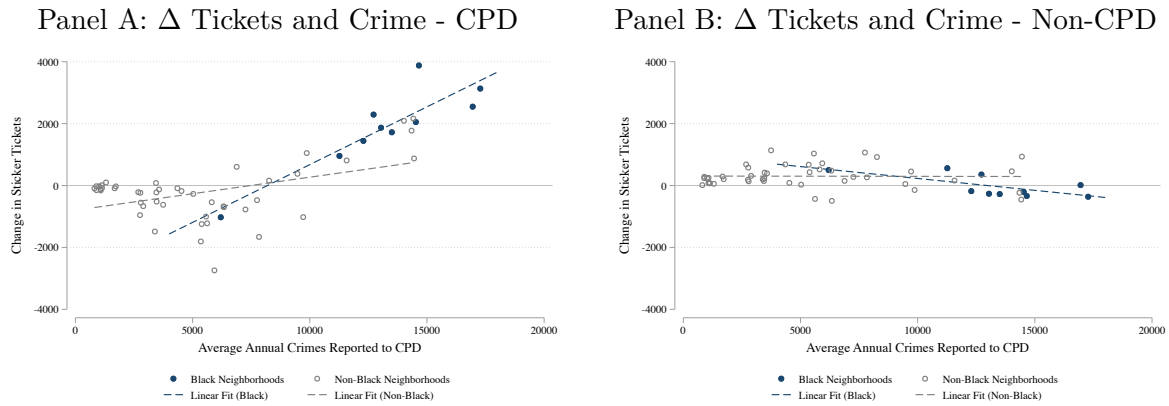 Panel A: Δ Tickets and Crime - CPD
Panel B: Δ Tickets and Crime - Non-CPD
Change in Sticker Tickets
4000
2000
0
-2000
-4000
0 5000 10000 15000 20000
Average Annual Crimes Reported to CPD
Black Neighborhoods Non-Black Neighborhoods
Linear Fit (Black) Linear Fit (Non-Black)
Change in Sticker Tickets
4000
2000
0
-2000
-4000
0 5000 10000 15000 20000
Average Annual Crimes Reported to CPD
Black Neighborhoods Non-Black Neighborhoods
Linear Fit (Black) Linear Fit (Non-Black)